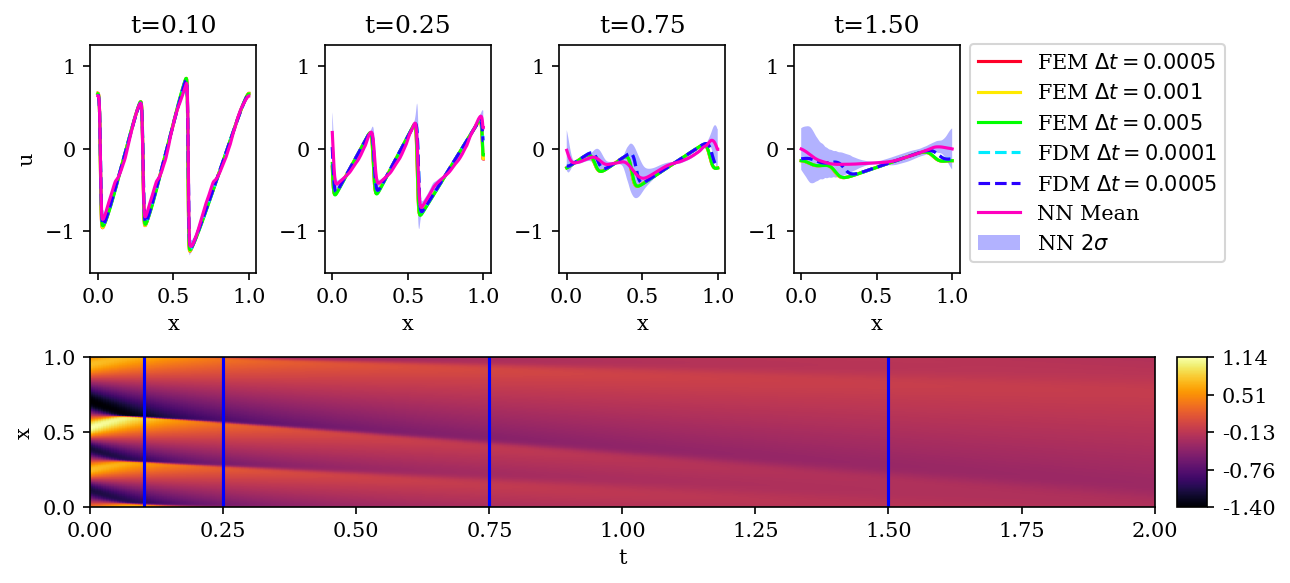 t=0.10
t=0.25
t=0.75
t=1.50
u
1
0
−1
0.0 0.5 1.0
x
1
0
−1
0.0 0.5 1.0
x
1
0
−1
0.0 0.5 1.0
x
1
0
−1
0.0 0.5 1.0
x
FEM Δt = 0.0005
FEM Δt = 0.001
FEM Δt = 0.005
FDM Δt = 0.0001
FDM Δt = 0.0005
NN Mean
NN 2σ
x
1.0
0.5
0.0
0.00 0.25 0.50 0.75 1.00 1.25 1.50 1.75 2.00
t
1.14
0.51
-0.13
-0.76
-1.40